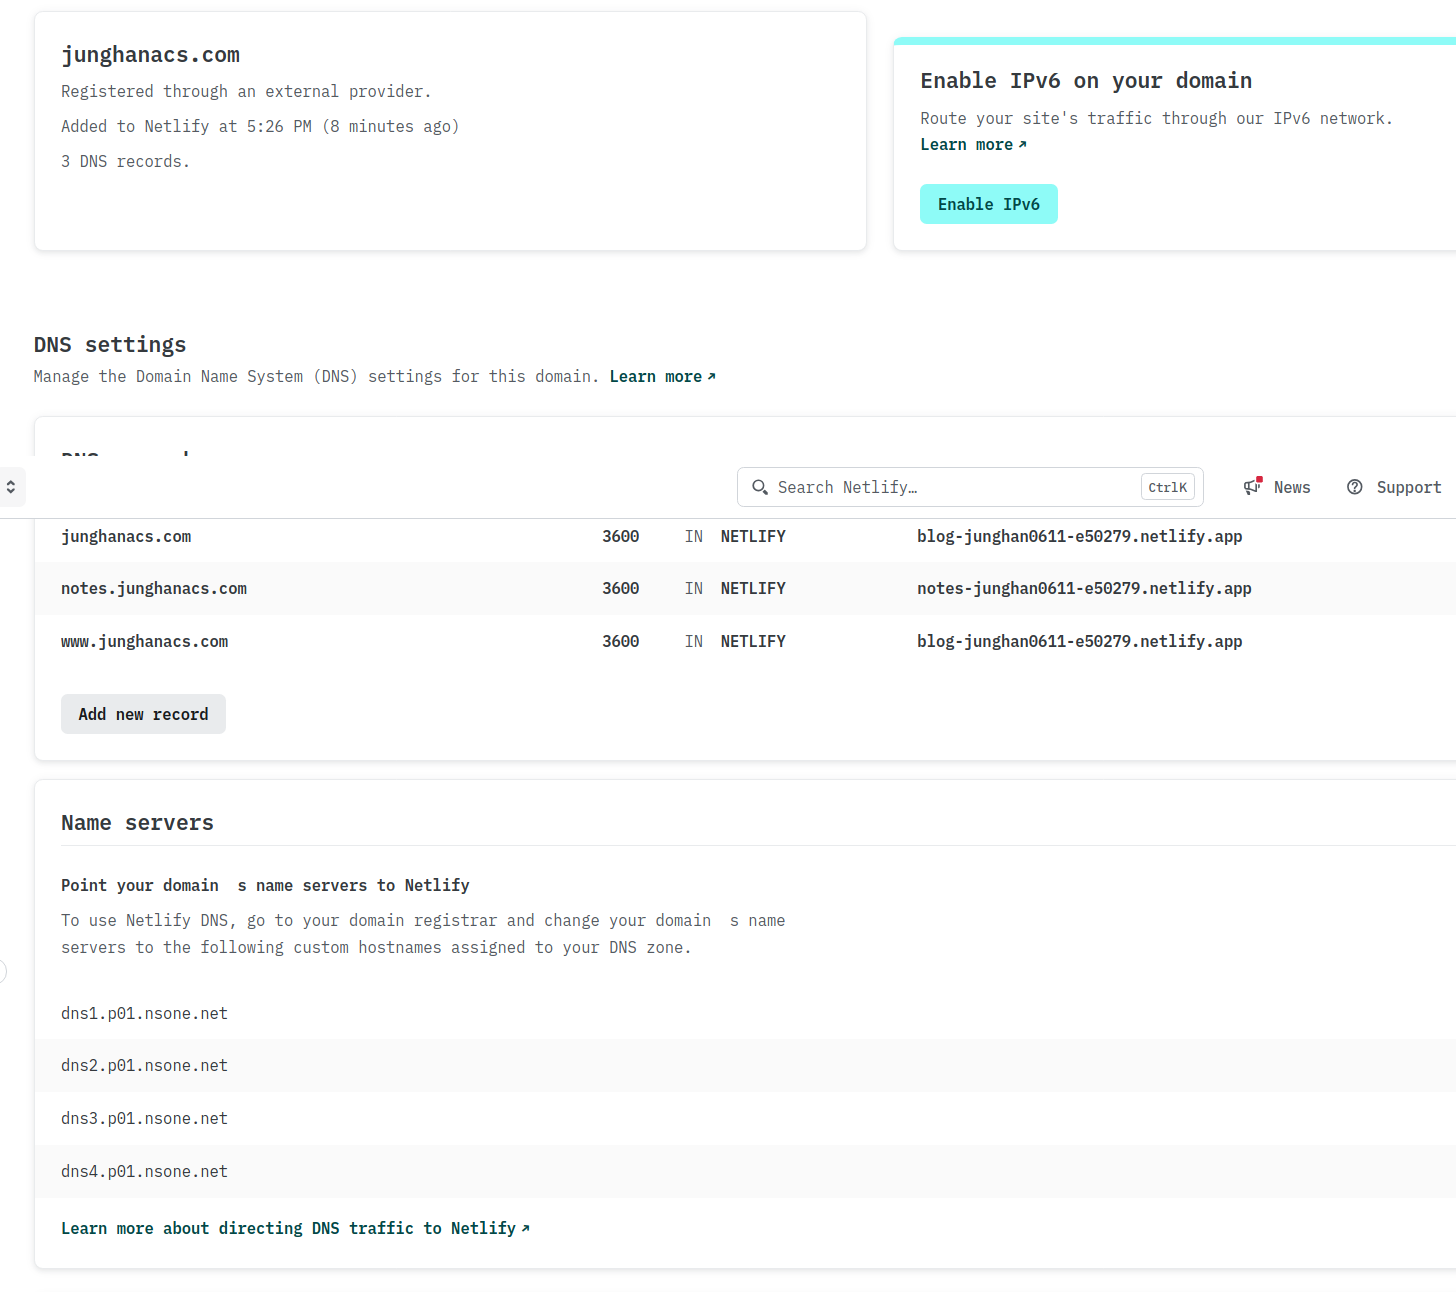 junghanacs.com
Registered through an external provider.
Added to Netlify at 5:26 PM (8 minutes ago)
3 DNS records.
Enable IPv6 on your domain
Route your site's traffic through our IPv6 network.
Learn more ↗
Enable IPv6
DNS settings
Manage the Domain Name System (DNS) settings for this domain. Learn more ↗
Search Netlify…
Ctrl K
News
Support
junghanacs.com 3600 IN NETLIFY blog-junghan0611-e50279.netlify.app
notes.junghanacs.com 3600 IN NETLIFY notes-junghan0611-e50279.netlify.app
www.junghanacs.com 3600 IN NETLIFY blog-junghan0611-e50279.netlify.app
Add new record
Name servers
Point your domain s name servers to Netlify
To use Netlify DNS, go to your domain registrar and change your domain s name
servers to the following custom hostnames assigned to your DNS zone.
dns1.p01.nsone.net
dns2.p01.nsone.net
dns3.p01.nsone.net
dns4.p01.nsone.net
Learn more about directing DNS traffic to Netlify ↗